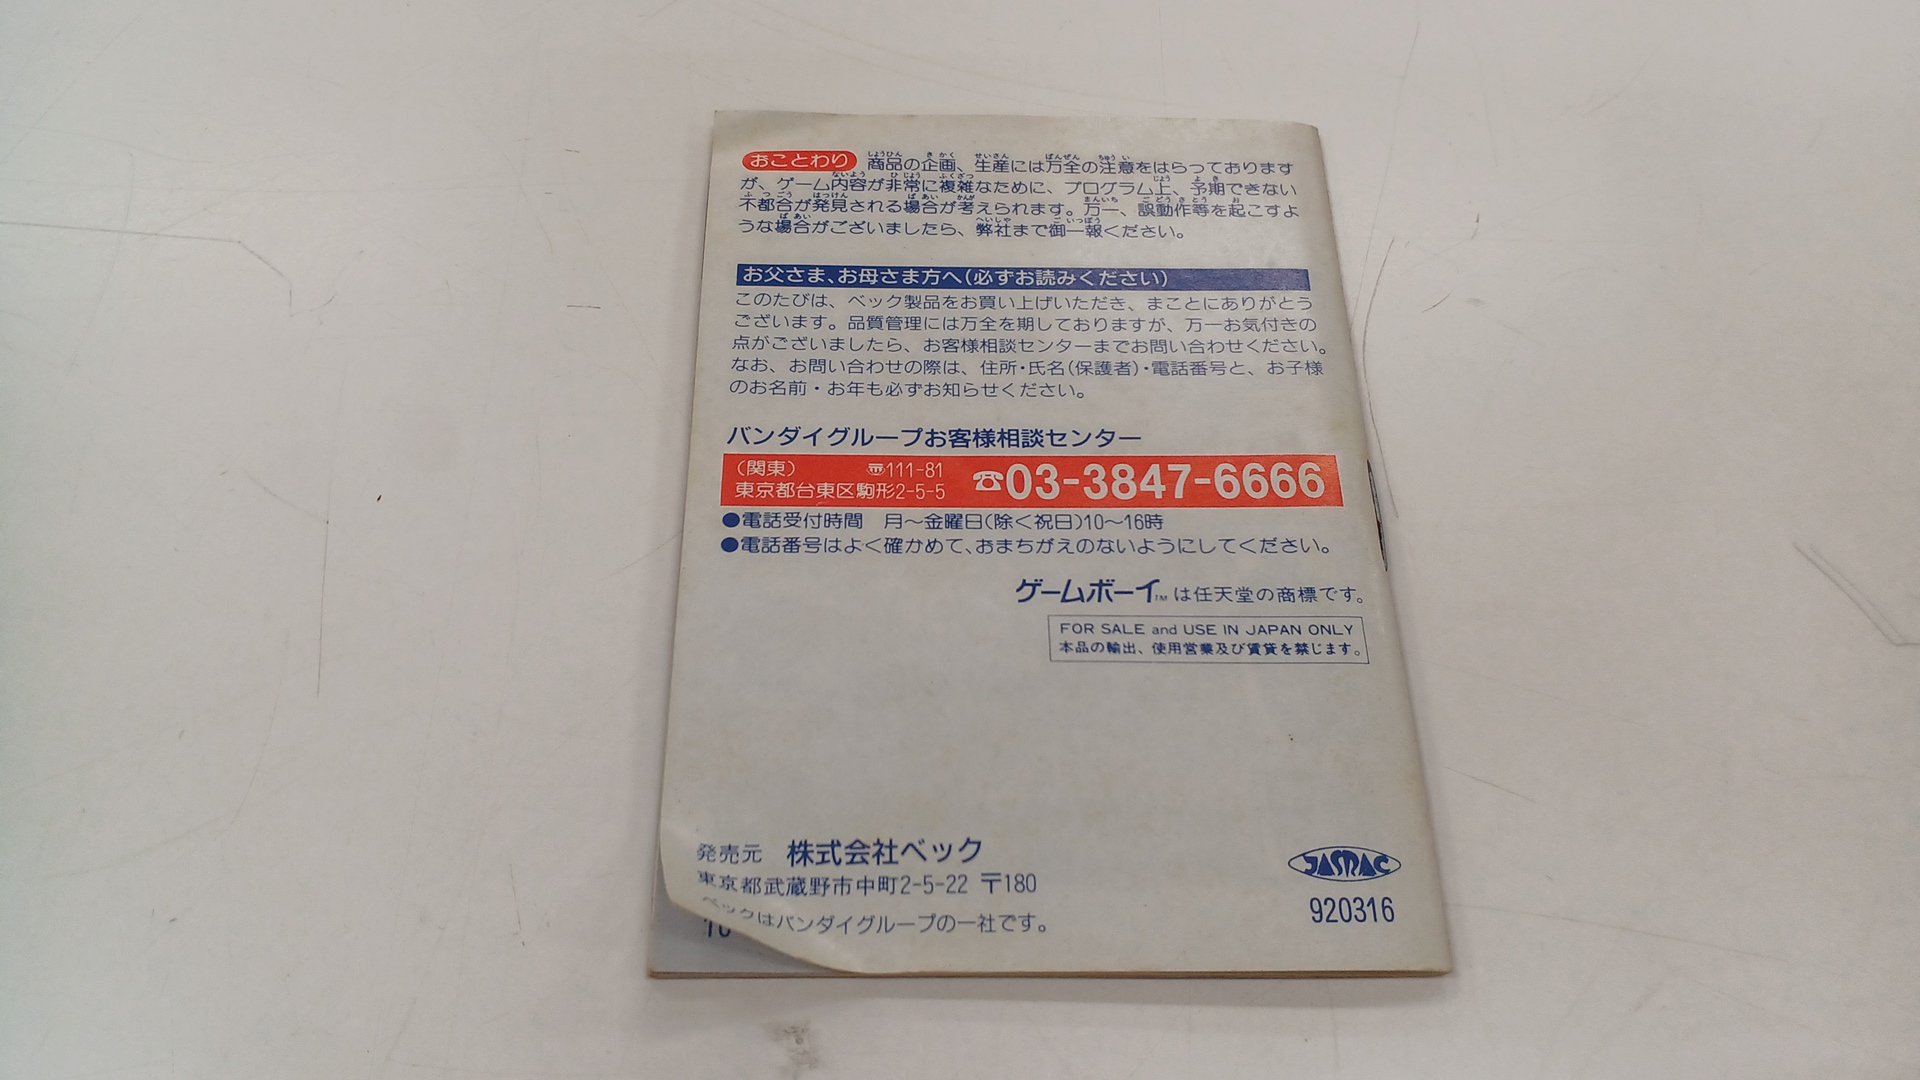 おことわり 商品の企画、生産には万全の注意をはらっております
が、ゲーム内容が非常に複雑なために、プログラム上、予期できない
不都合が発見される場合が考えられます。万一、誤動作等を起こすよ
うな場合がございましたら、弊社まで御一報ください。
お父さま、お母さま方へ(必ずお読みください)
このたびは、ベック製品をお買い上げいただき、まことにありがとう
ございます。品質管理には万全を期しておりますが、万一お気付きの
点がございましたら、お客様相談センターまでお問い合わせください。
なお、お問い合わせの際は、住所・氏名(保護者)・電話番号と、お子様
のお名前・お年も必ずお知らせください。
バンダイグループお客様相談センター
(関東) 〠111-81
東京都台東区駒形2-5-5
☎03-3847-6666
●電話受付時間 月〜金曜日(除く祝日)10〜16時
●電話番号はよく確かめて、おまちがえのないようにしてください。
ゲームボーイ™は任天堂の商標です。
FOR SALE and USE IN JAPAN ONLY
本品の輸出、使用営業及び賃貸を禁じます。
発売元 株式会社ベック
東京都武蔵野市中町2-5-22 〒180
ベックはバンダイグループの一社です。
JASRAC
920316